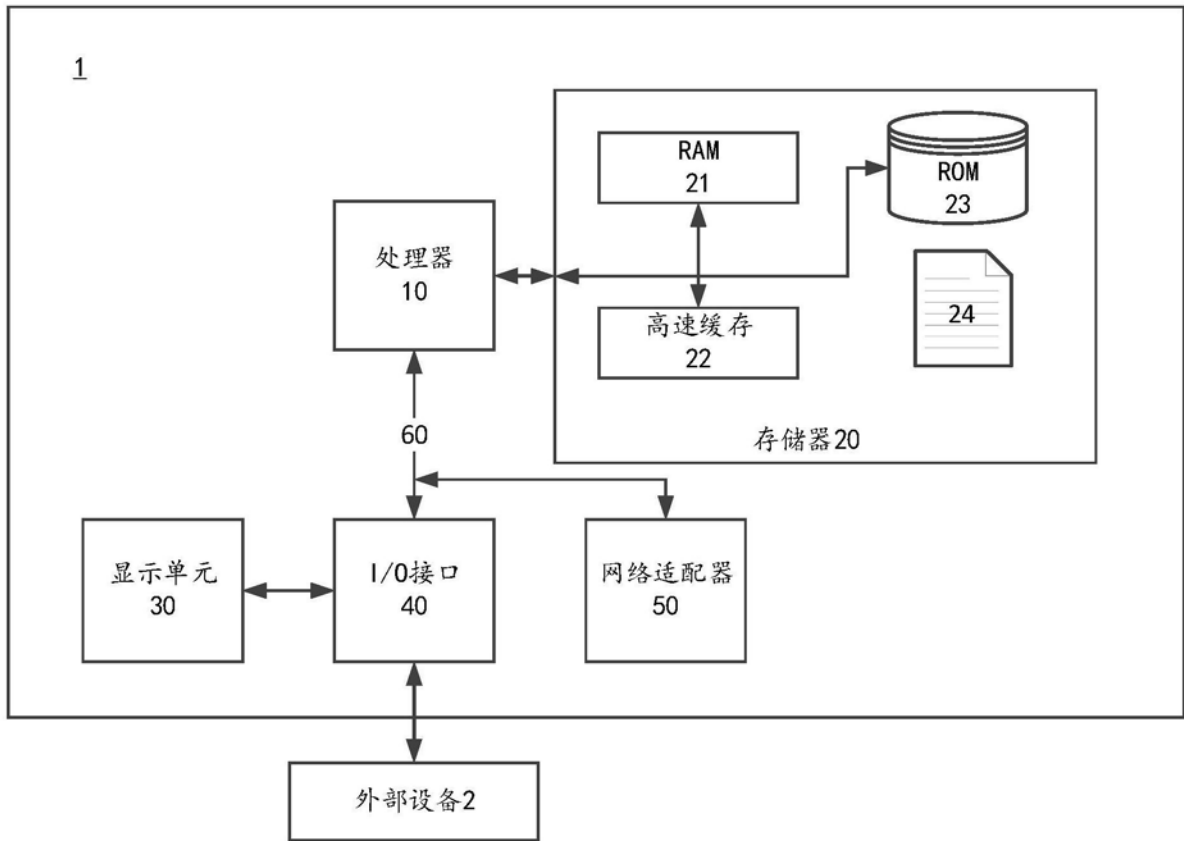 1
RAM
21
ROM
23
处理器
10
高速缓存
22
24
60
存储器20
显示单元
30
I/O接口
40
网络适配器
50
外部设备2